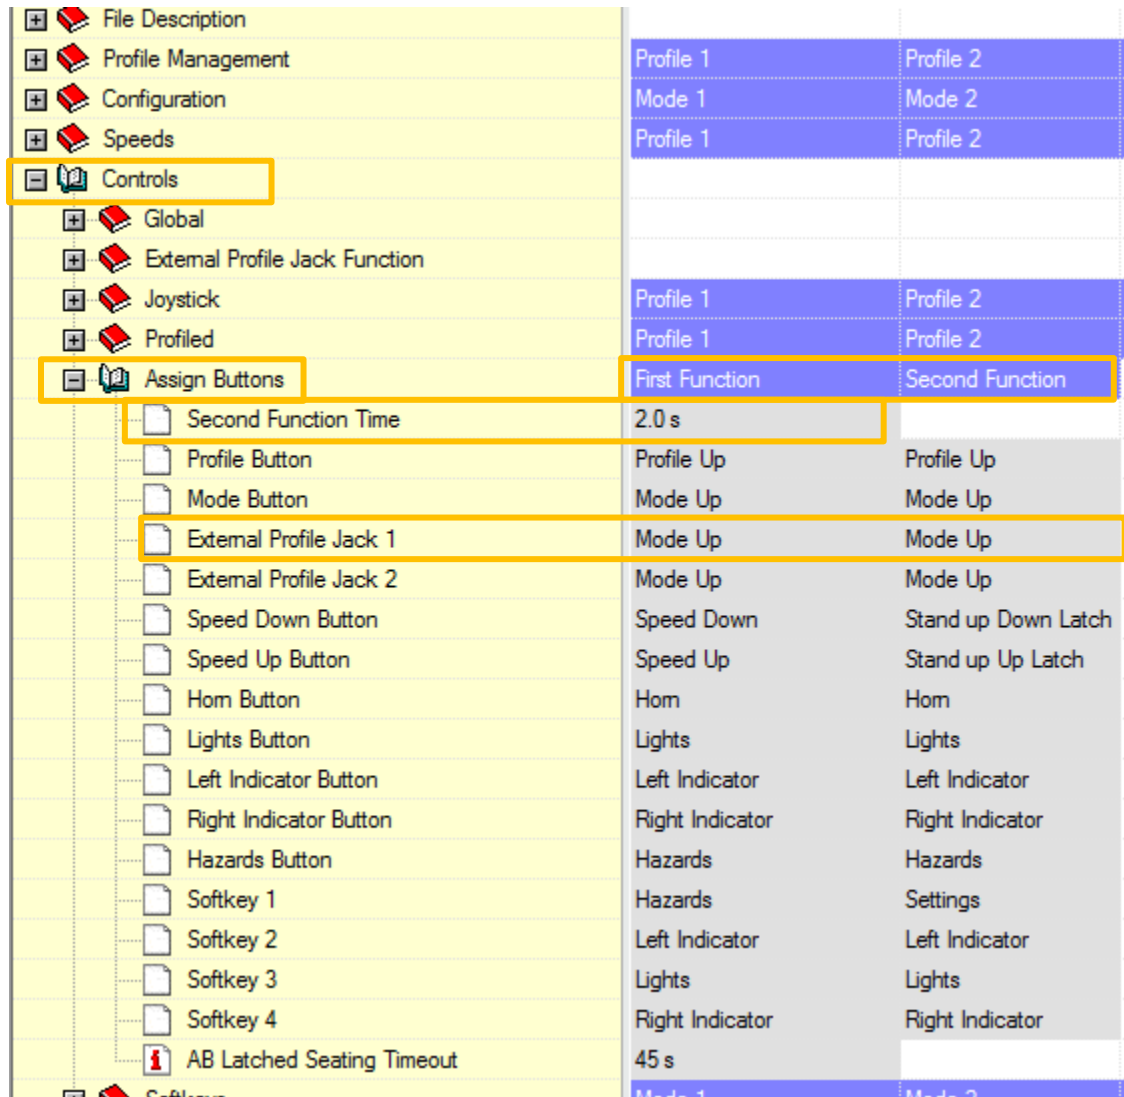 File Description
Profile Management Profile 1 Profile 2
Configuration Mode 1 Mode 2
Speeds Profile 1 Profile 2
Controls
Global
External Profile Jack Function
Joystick Profile 1 Profile 2
Profiled Profile 1 Profile 2
Assign Buttons First Function Second Function
Second Function Time 2.0 s
Profile Button Profile Up Profile Up
Mode Button Mode Up Mode Up
External Profile Jack 1 Mode Up Mode Up
External Profile Jack 2 Mode Up Mode Up
Speed Down Button Speed Down Stand up Down Latch
Speed Up Button Speed Up Stand up Up Latch
Horn Button Horn Horn
Lights Button Lights Lights
Left Indicator Button Left Indicator Left Indicator
Right Indicator Button Right Indicator Right Indicator
Hazards Button Hazards Hazards
Softkey 1 Hazards Settings
Softkey 2 Left Indicator Left Indicator
Softkey 3 Lights Lights
Softkey 4 Right Indicator Right Indicator
AB Latched Seating Timeout 45 s
Softkeys Mode 1 Mode 2